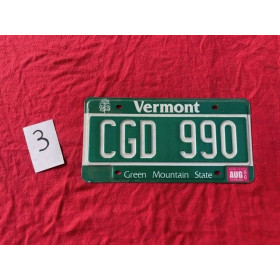 3
Vermont
CGD 990
Green Mountain State
AUG